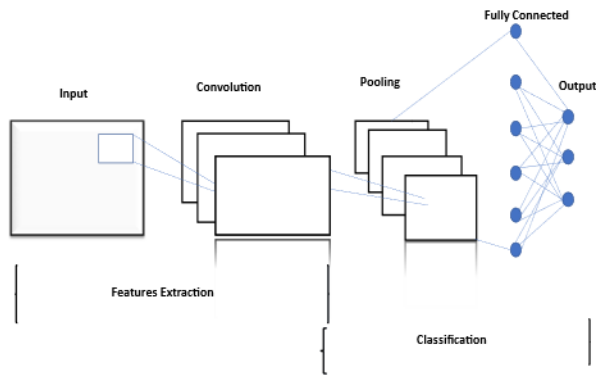 Fully Connected
Pooling
Convolution
Input
Output
Features Extraction
Classification